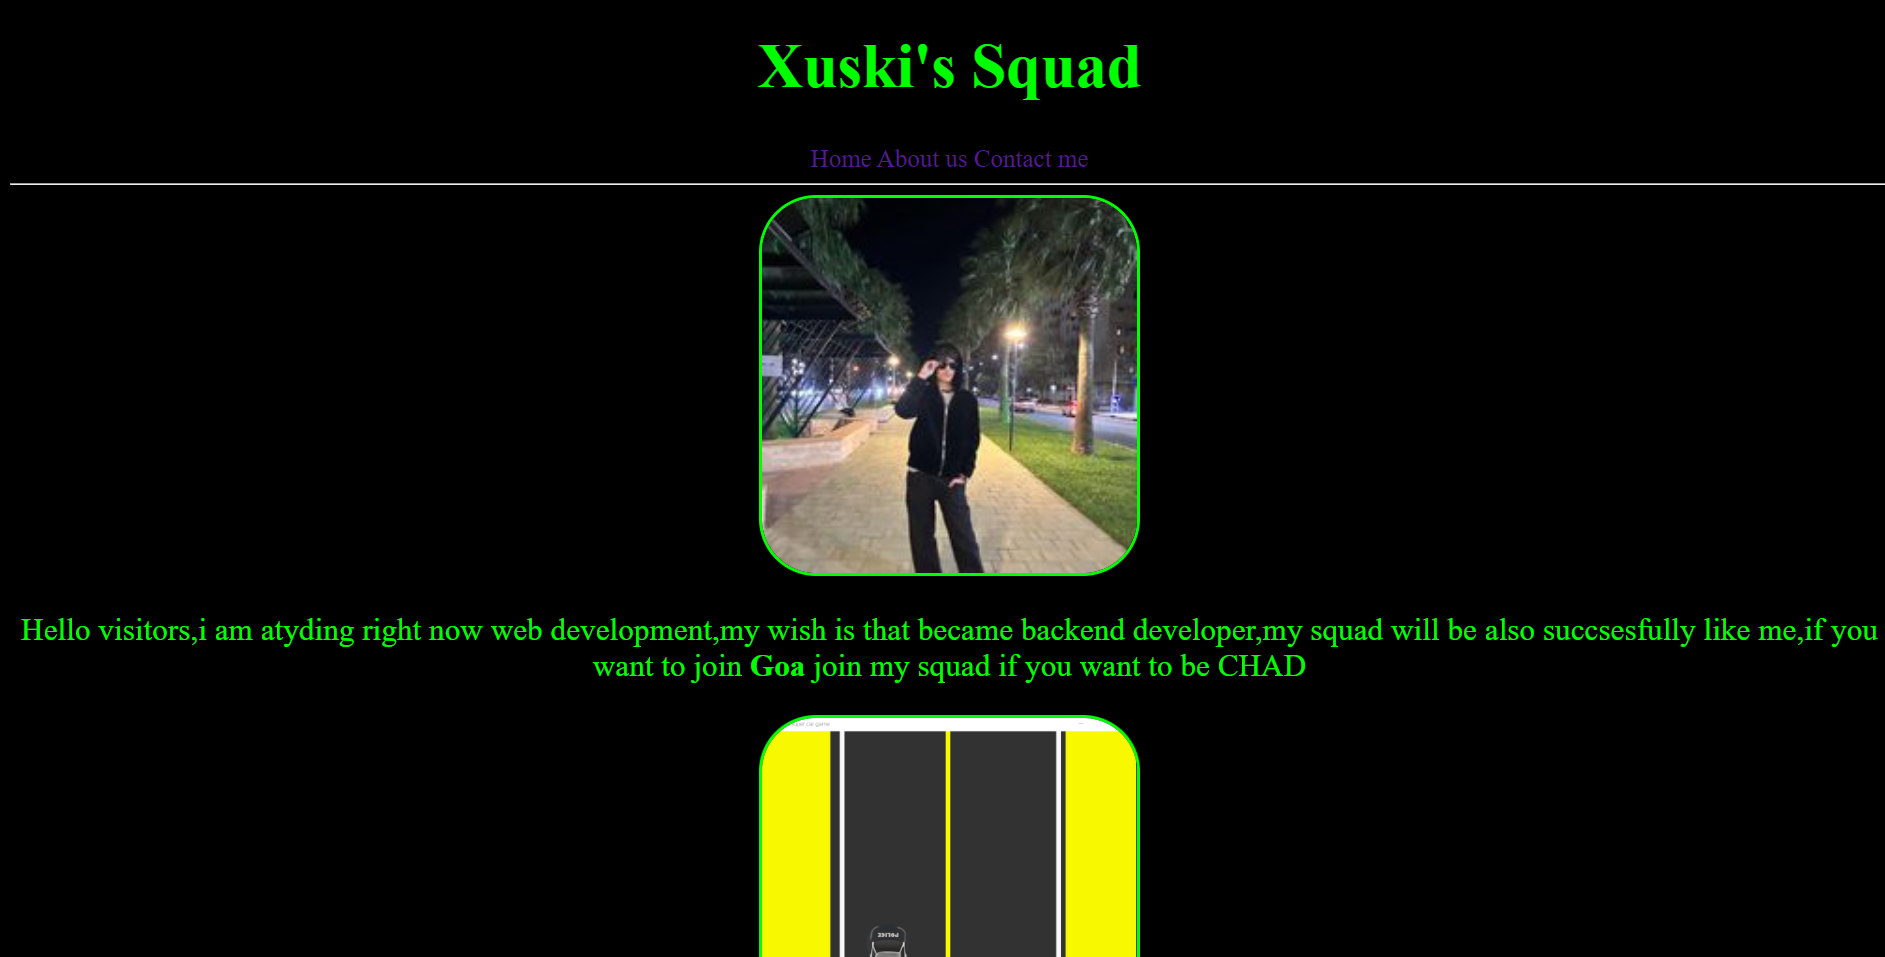 Xuski's Squad
Home About us Contact me
Hello visitors,i am atyding right now web development,my wish is that became backend developer,my squad will be also succsesfully like me,if you
want to join Goa join my squad if you want to be CHAD
POLICE